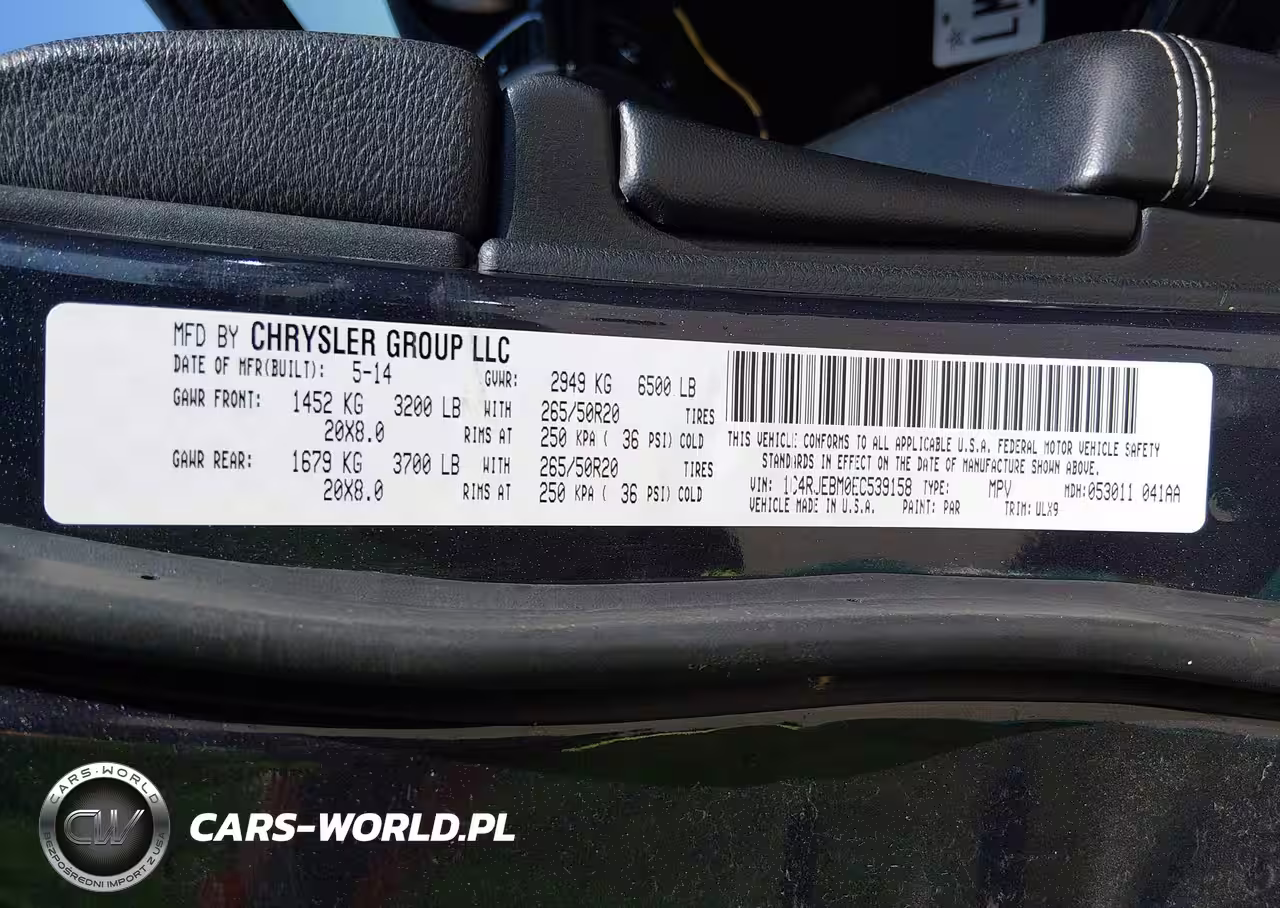 LM
MFD BY CHRYSLER GROUP LLC
DATE OF MFR(BUILT): 5-14 GVWR: 2949 KG 6500 LB
GAWR FRONT: 1452 KG 3200 LB WITH 265/50R20 TIRES
20X8.0 RIMS AT 250 KPA ( 36 PSI) COLD
GAWR REAR: 1679 KG 3700 LB WITH 265/50R20 TIRES
20X8.0 RIMS AT 250 KPA ( 36 PSI) COLD
THIS VEHICLE CONFORMS TO ALL APPLICABLE U.S.A. FEDERAL MOTOR VEHICLE SAFETY
STANDARDS IN EFFECT ON THE DATE OF MANUFACTURE SHOWN ABOVE.
VIN: 1C4RJEBM0EC539158 TYPE: MPV MDH: 053011 041AA
VEHICLE MADE IN U.S.A. PAINT: PAR TRIM: ULX9
CARS-WORLD
CW
BEZPOŚREDNI IMPORT Z USA
CARS-WORLD.PL